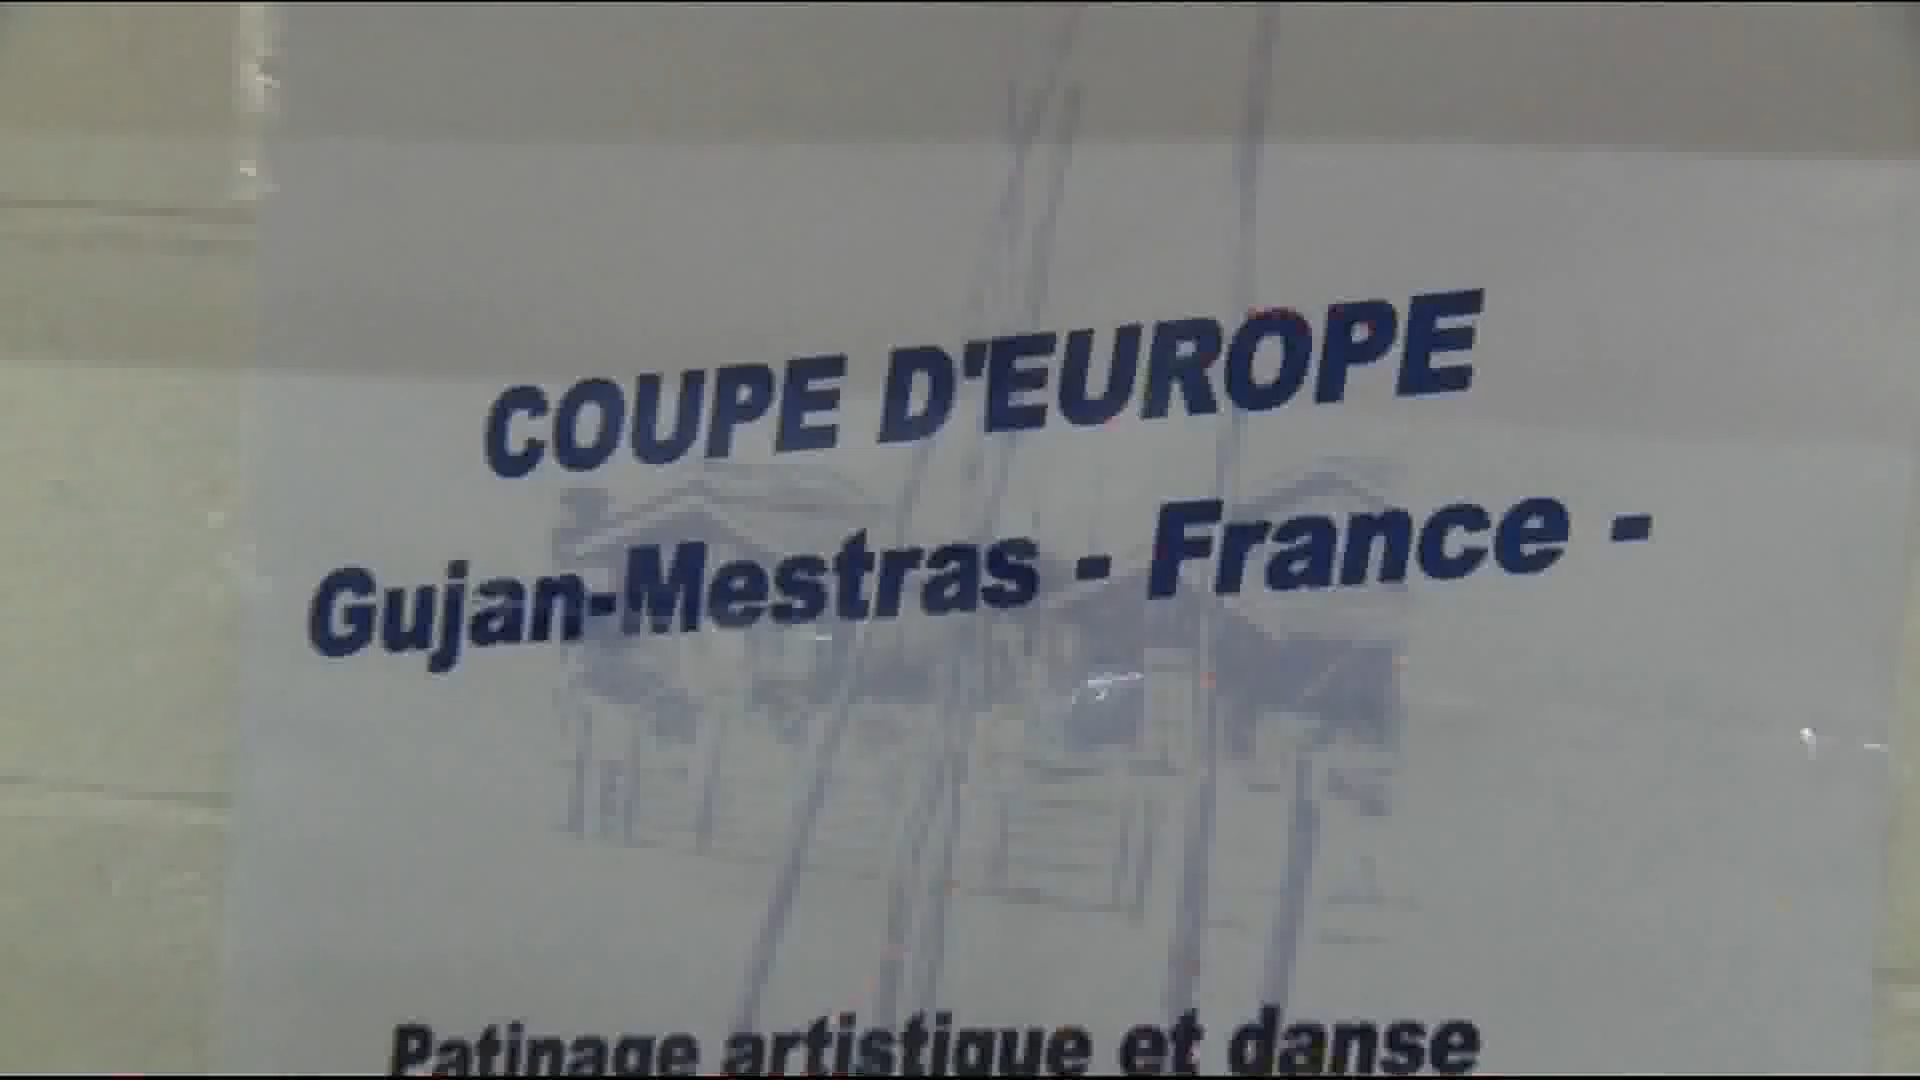 COUPE D'EUROPE
Gujan-Mestras - France -
Patinage artistique et danse